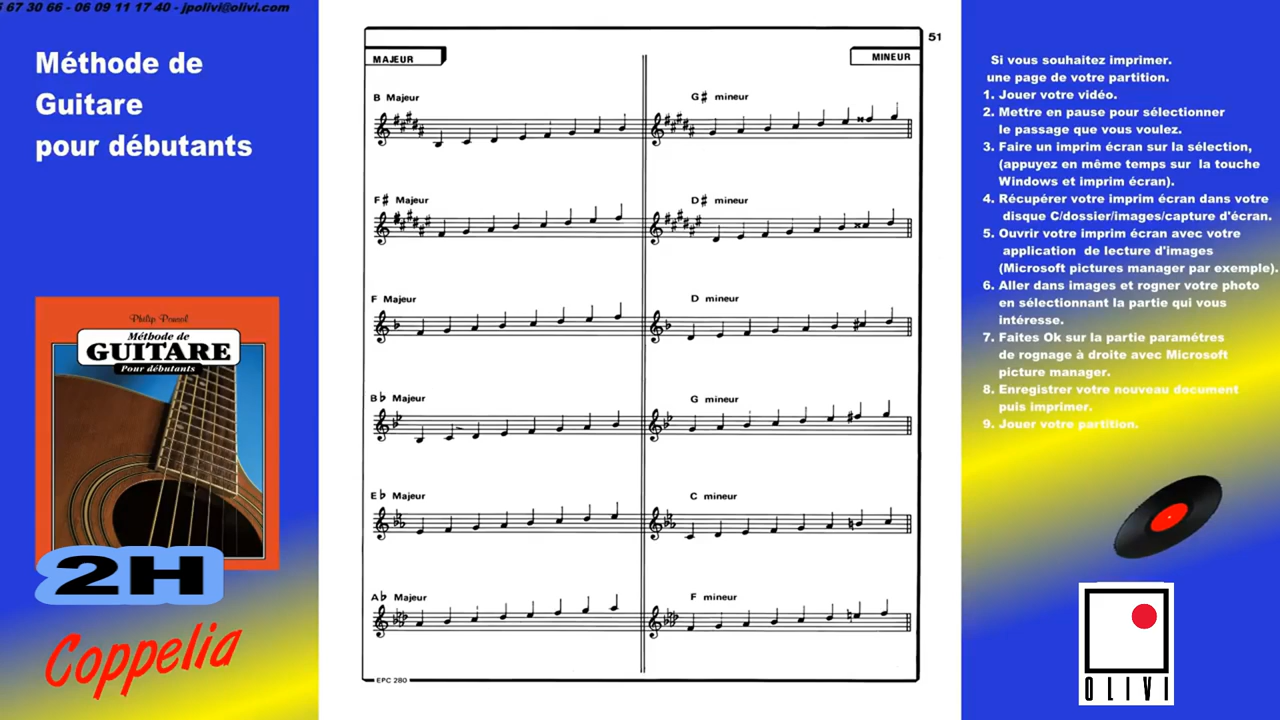 67 30 66 - 06 09 11 17 40 - jpolivi@olivi.com
Méthode de
Guitare
pour débutants
Méthode de
GUITARE
Pour débutants
2H
Coppelia
51
MAJEUR
MINEUR
B Majeur
G# mineur
F# Majeur
D# mineur
F Majeur
D mineur
B♭ Majeur
G mineur
E♭ Majeur
C mineur
A♭ Majeur
F mineur
EPC 280
Si vous souhaitez imprimer.
une page de votre partition.
1. Jouer votre vidéo.
2. Mettre en pause pour sélectionner
le passage que vous voulez.
3. Faire un imprim écran sur la sélection,
(appuyez en même temps sur la touche
Windows et imprim écran).
4. Récupérer votre imprim écran dans votre
disque C/dossier/images/capture d'écran.
5. Ouvrir votre imprim écran avec votre
application de lecture d'images
(Microsoft pictures manager par exemple).
6. Aller dans images et rogner votre photo
en sélectionnant la partie qui vous
intéresse.
7. Faites Ok sur la partie paramétres
de rognage à droite avec Microsoft
picture manager.
8. Enregistrer votre nouveau document
puis imprimer.
9. Jouer votre partition.
OLIVI